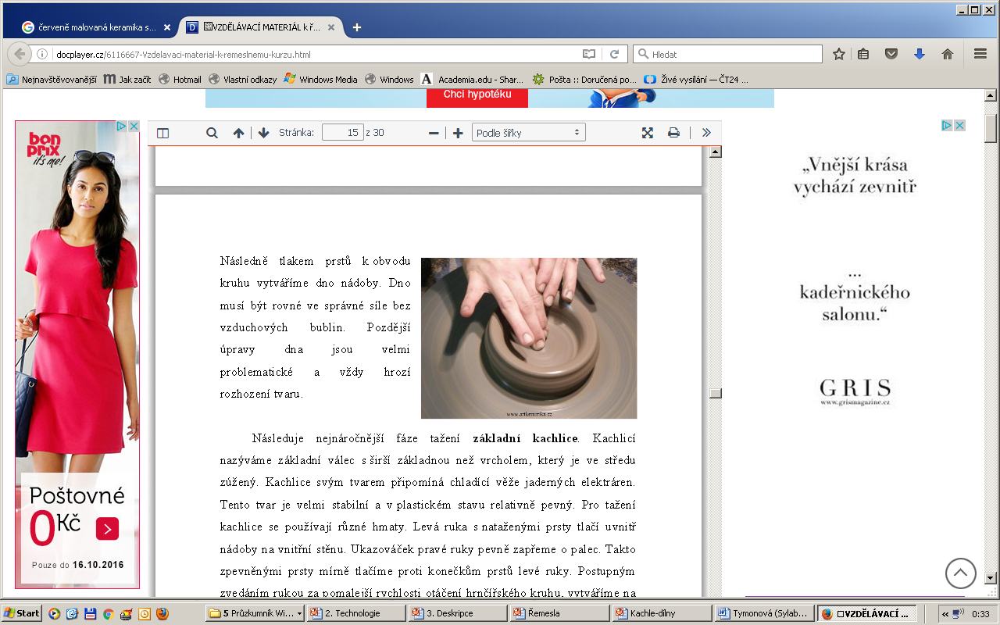 červeně malovaná keramika s...
VZDĚLÁVACÍ MATERIÁL k ř...
docplayer.cz/6116667-Vzdelavaci-material-k-remeslnemu-kurzu.html
Hledat
Nejnavštěvovanější
Jak začít
Hotmail
Vlastní odkazy
Windows Media
Windows
Academia.edu - Shar...
Pošta :: Doručená po...
Živé vysílání — ČT24 ...
Chci hypotéku
bon
prix
it's me!
Poštovné
0 Kč
Pouze do 16.10.2016
Stránka: 15 z 30
Podle šířky
Následně tlakem prstů k obvodu
kruhu vytváříme dno nádoby. Dno
musí být rovné ve správné síle bez
vzduchových bublin. Pozdější
úpravy dna jsou velmi
problematické a vždy hrozí
rozhození tvaru.
www.artkeramika.cz
Následuje nejnáročnější fáze tažení základní kachlice. Kachlicí
nazýváme základní válec s širší základnou než vrcholem, který je ve středu
zúžený. Kachlice svým tvarem připomíná chladící věže jaderných elektráren.
Tento tvar je velmi stabilní a v plastickém stavu relativně pevný. Pro tažení
kachlice se používají různé hmaty. Levá ruka s nataženými prsty tlačí uvnitř
nádoby na vnitřní stěnu. Ukazováček pravé ruky pevně zapřeme o palec. Takto
zpevněnými prsty mírně tlačíme proti konečkům prstů levé ruky. Postupným
zvedáním rukou za pomalejší rychlosti otáčení hrnčířského kruhu, vytváříme na
„Vnější krása
vychází zevnitř
...
kadeřnického
salonu.“
GRIS
www.grismagazine.cz
Start
5 Průzkumník Wi...
2. Technologie
3. Deskripce
Řemesla
Kachle-dílny
Tymonová (Sylab...
VZDĚLÁVACÍ ...
0:33